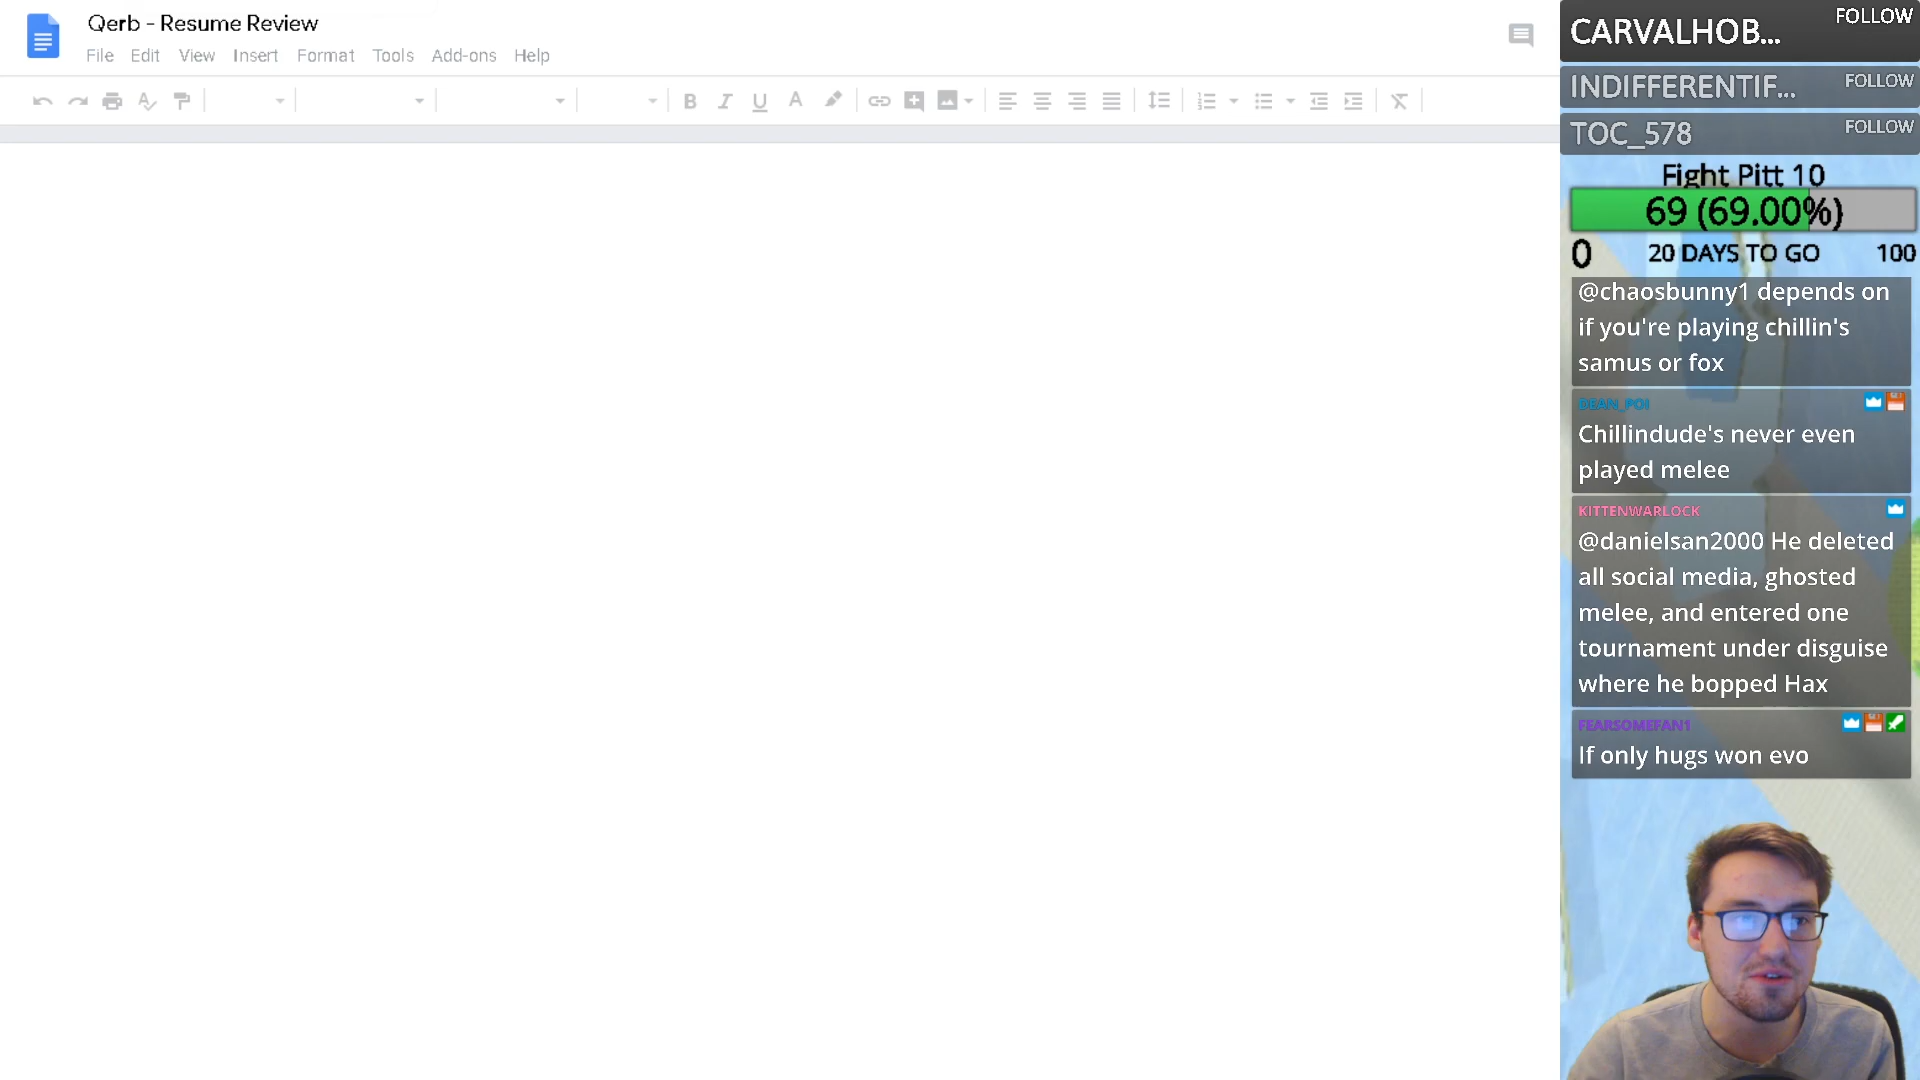 Qerb - Resume Review
File Edit View Insert Format Tools Add-ons Help
CARVALHOB... FOLLOW
INDIFFERENTIF... FOLLOW
TOC_578 FOLLOW
Fight Pitt 10
69 (69.00%)
0 20 DAYS TO GO 100
@chaosbunny1 depends on
if you're playing chillin's
samus or fox
DEAN_POI
Chillindude's never even
played melee
KITTENWARLOCK
@danielsan2000 He deleted
all social media, ghosted
melee, and entered one
tournament under disguise
where he bopped Hax
FEARSOMEFAN1
If only hugs won evo